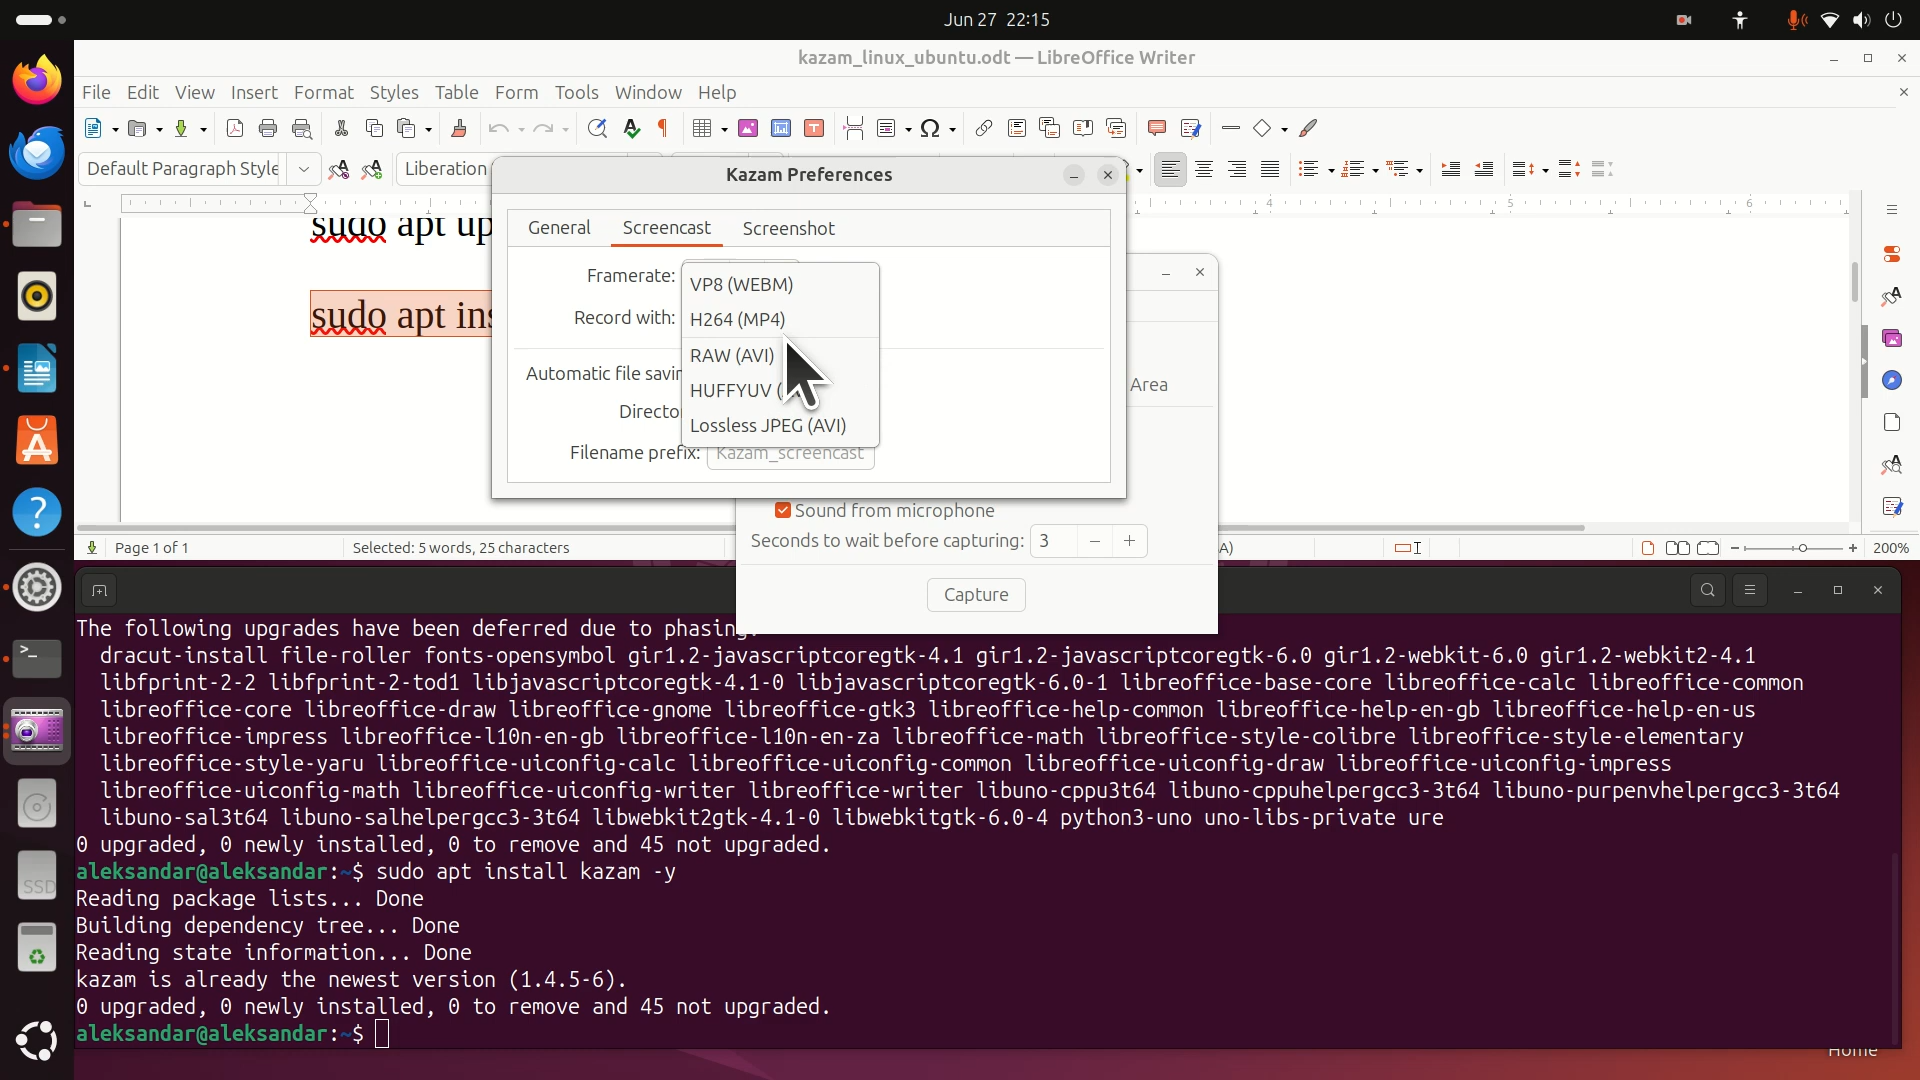 Jun 27 22:15
kazam_linux_ubuntu.odt — LibreOffice Writer
File Edit View Insert Format Styles Table Form Tools Window Help
Default Paragraph Style
Liberation
4 5 6
Kazam Preferences
General Screencast Screenshot
sudo apt up
Framerate:
VP8 (WEBM)
Record with:
H264 (MP4)
sudo apt ins
RAW (AVI)
Automatic file savin
HUFFYUV (
Area
Directo
Lossless JPEG (AVI)
Filename prefix: Kazam_screencast
Sound from microphone
Seconds to wait before capturing: 3 − +
Page 1 of 1 Selected: 5 words, 25 characters A) 200%
Capture
The following upgrades have been deferred due to phasing:
dracut-install file-roller fonts-opensymbol gir1.2-javascriptcoregtk-4.1 gir1.2-javascriptcoregtk-6.0 gir1.2-webkit-6.0 gir1.2-webkit2-4.1
libfprint-2-2 libfprint-2-tod1 libjavascriptcoregtk-4.1-0 libjavascriptcoregtk-6.0-1 libreoffice-base-core libreoffice-calc libreoffice-common
libreoffice-core libreoffice-draw libreoffice-gnome libreoffice-gtk3 libreoffice-help-common libreoffice-help-en-gb libreoffice-help-en-us
libreoffice-impress libreoffice-l10n-en-gb libreoffice-l10n-en-za libreoffice-math libreoffice-style-colibre libreoffice-style-elementary
libreoffice-style-yaru libreoffice-uiconfig-calc libreoffice-uiconfig-common libreoffice-uiconfig-draw libreoffice-uiconfig-impress
libreoffice-uiconfig-math libreoffice-uiconfig-writer libreoffice-writer libuno-cppu3t64 libuno-cppuhelpergcc3-3t64 libuno-purpenvhelpergcc3-3t64
libuno-sal3t64 libuno-salhelpergcc3-3t64 libwebkit2gtk-4.1-0 libwebkitgtk-6.0-4 python3-uno uno-libs-private ure
0 upgraded, 0 newly installed, 0 to remove and 45 not upgraded.
aleksandar@aleksandar:~$ sudo apt install kazam -y
Reading package lists... Done
Building dependency tree... Done
Reading state information... Done
kazam is already the newest version (1.4.5-6).
0 upgraded, 0 newly installed, 0 to remove and 45 not upgraded.
aleksandar@aleksandar:~$
SSD
Home